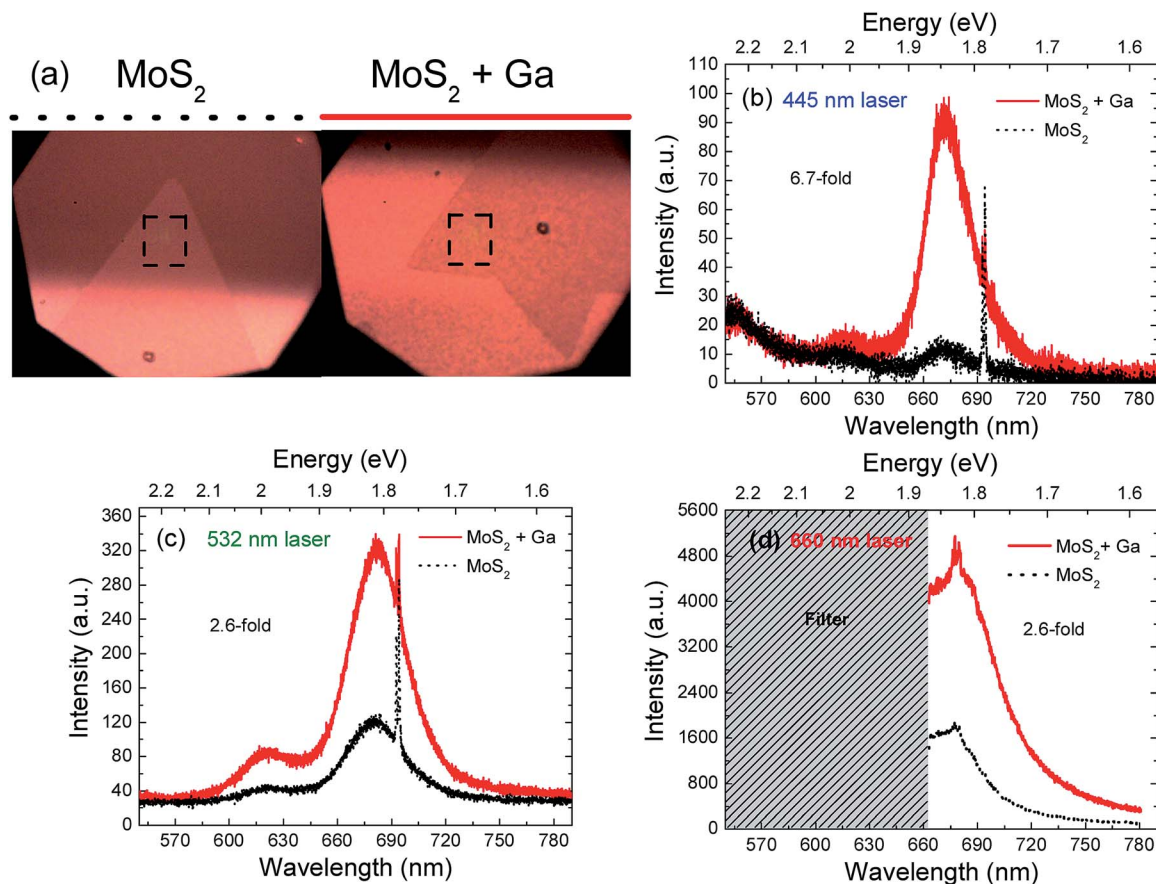 (a)
MoS2
MoS2 + Ga
Energy (eV)
2.2 2.1 2 1.9 1.8 1.7 1.6
110
100
90
80
70
60
50
40
30
20
10
0
Intensity (a.u.)
(b) 445 nm laser
MoS2 + Ga
MoS2
6.7-fold
570 600 630 660 690 720 750 780
Wavelength (nm)
Energy (eV)
2.2 2.1 2 1.9 1.8 1.7 1.6
360
320
280
240
200
160
120
80
40
0
Intensity (a.u.)
(c) 532 nm laser
MoS2 + Ga
MoS2
2.6-fold
570 600 630 660 690 720 750 780
Wavelength (nm)
Energy (eV)
2.2 2.1 2 1.9 1.8 1.7 1.6
5600
4800
4000
3200
2400
1600
800
0
Intensity (a.u.)
(d) 660 nm laser
MoS2+ Ga
MoS2
Filter
2.6-fold
570 600 630 660 690 720 750 780
Wavelength (nm)